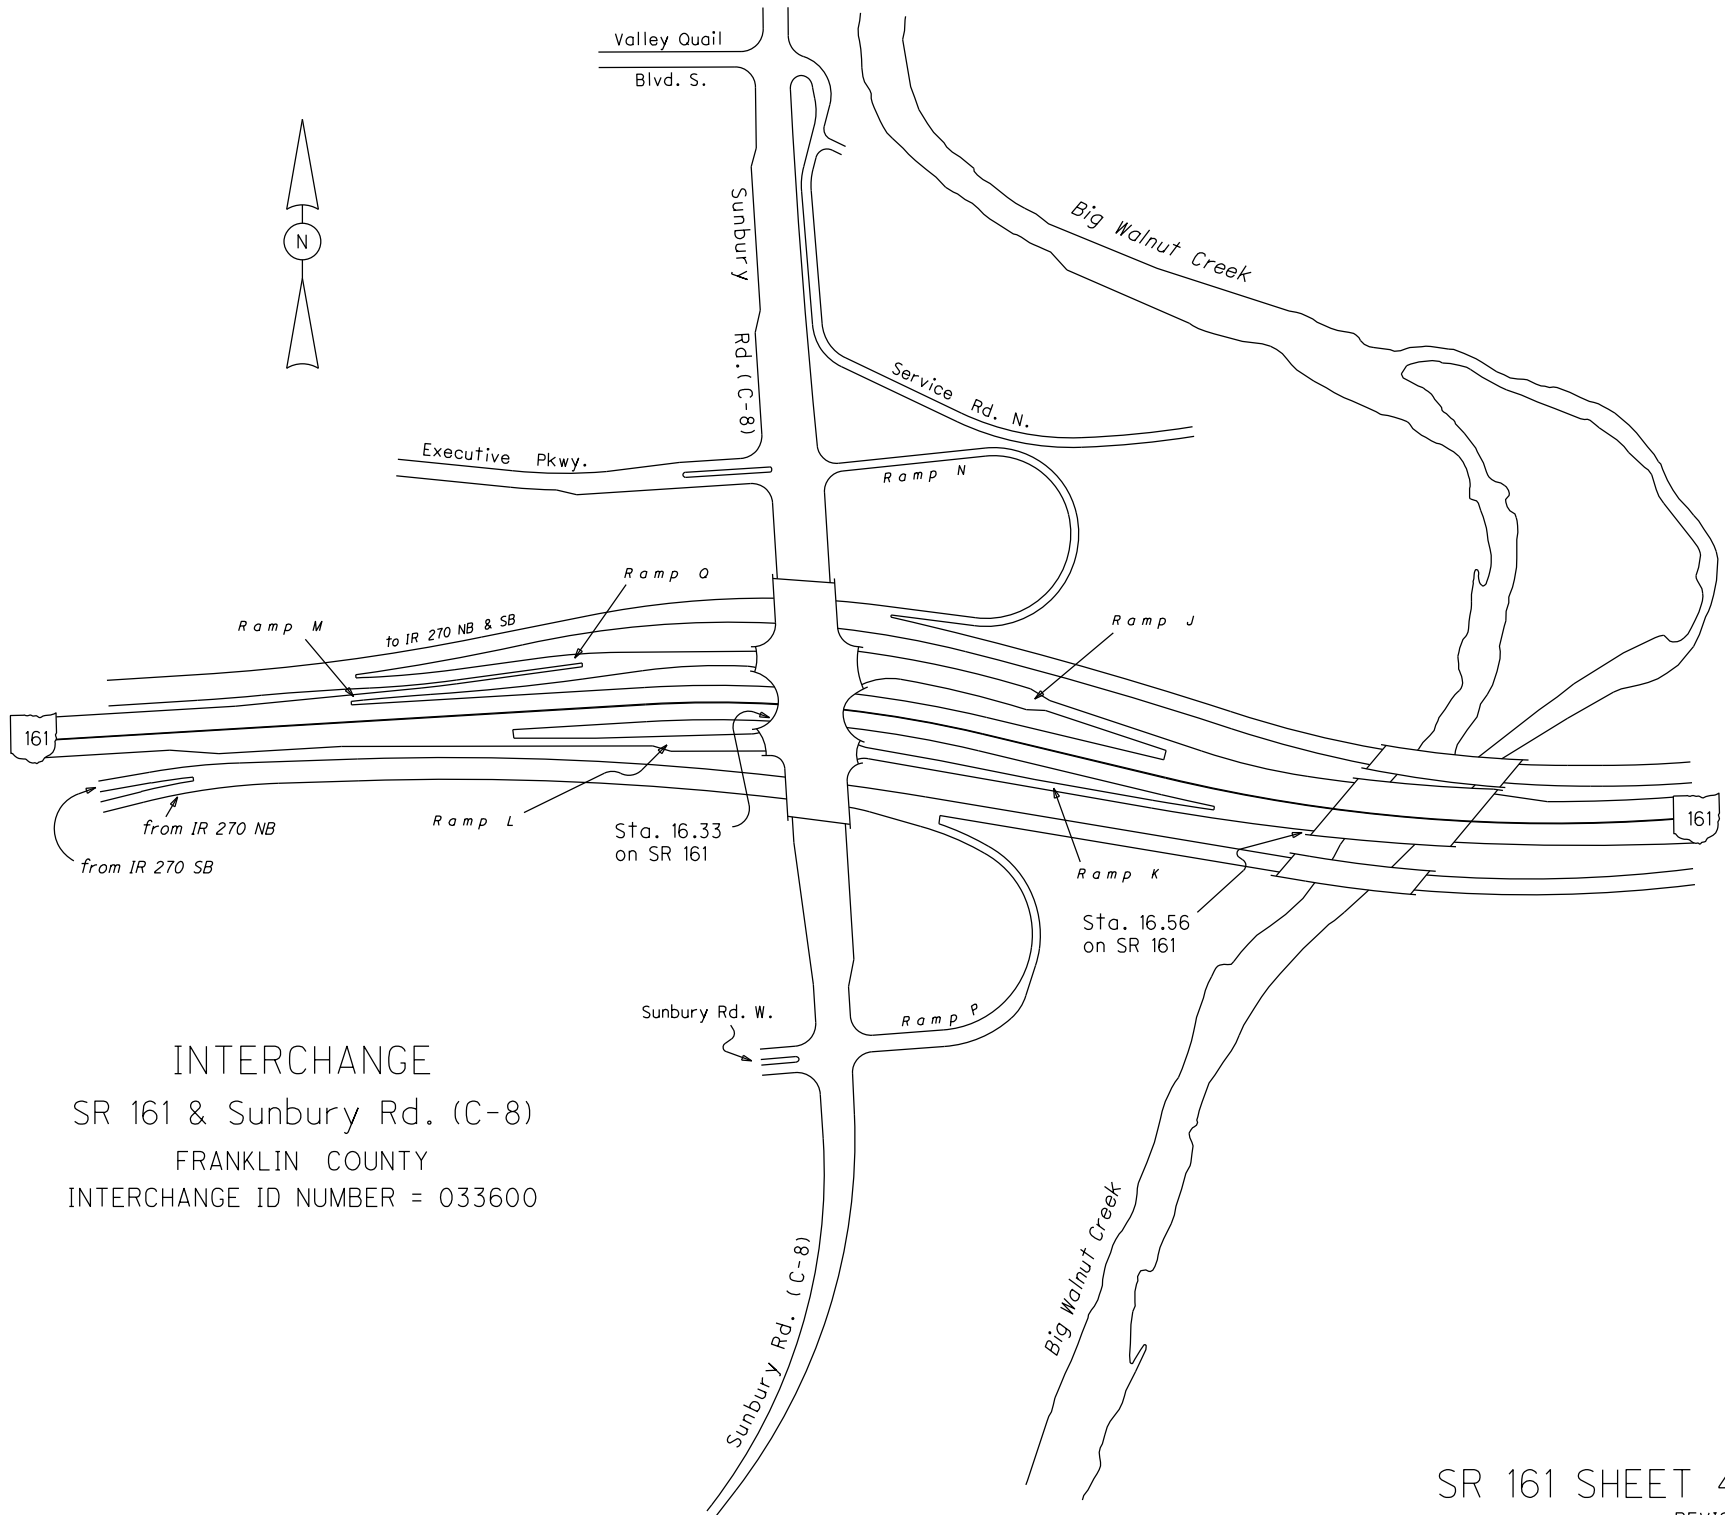 Valley Quail
Blvd. S.
N
Sunbury Rd. (C-8)
Big Walnut Creek
Service Rd. N.
Executive Pkwy.
Ramp N
Ramp Q
Ramp M
to IR 270 NB & SB
Ramp J
161
161
from IR 270 NB
from IR 270 SB
Ramp L
Sta. 16.33
on SR 161
Ramp K
Sta. 16.56
on SR 161
Sunbury Rd. W.
Ramp P
INTERCHANGE
SR 161 & Sunbury Rd. (C-8)
FRANKLIN COUNTY
INTERCHANGE ID NUMBER = 033600
Big Walnut Creek
Sunbury Rd. (C-8)
SR 161 SHEET 4